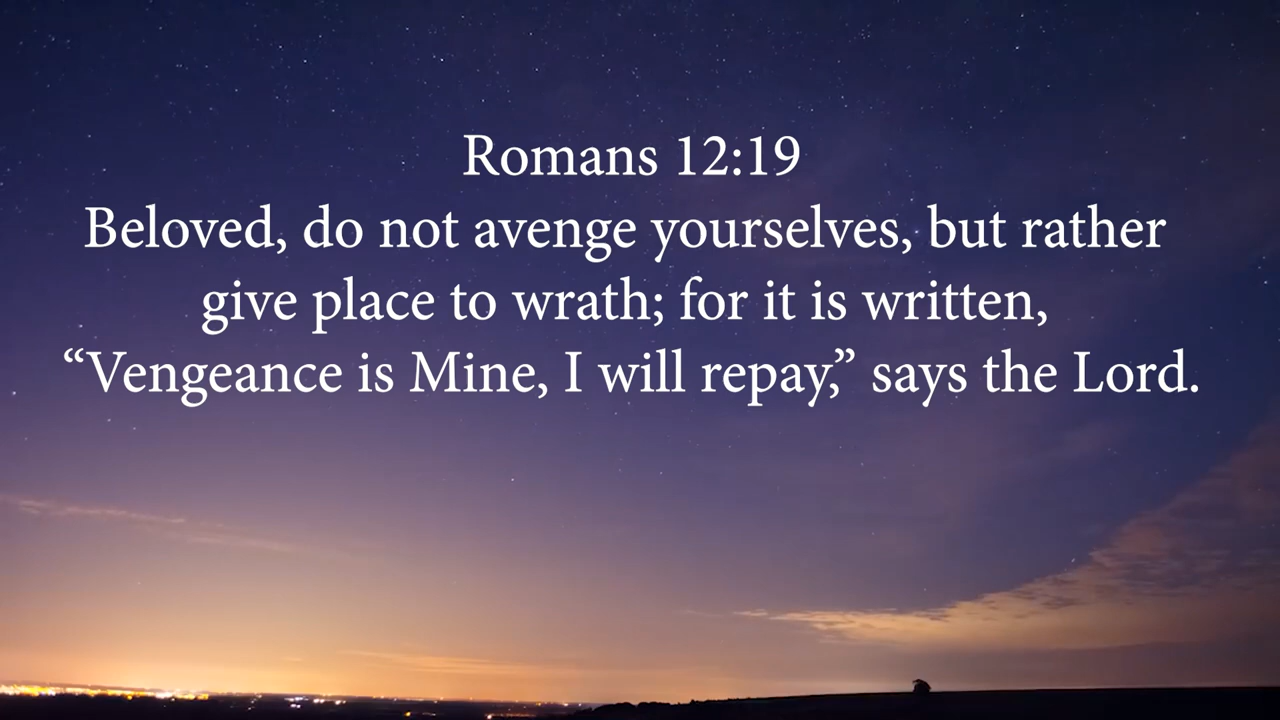 Romans 12:19
Beloved, do not avenge yourselves, but rather
give place to wrath; for it is written,
“Vengeance is Mine, I will repay,” says the Lord.